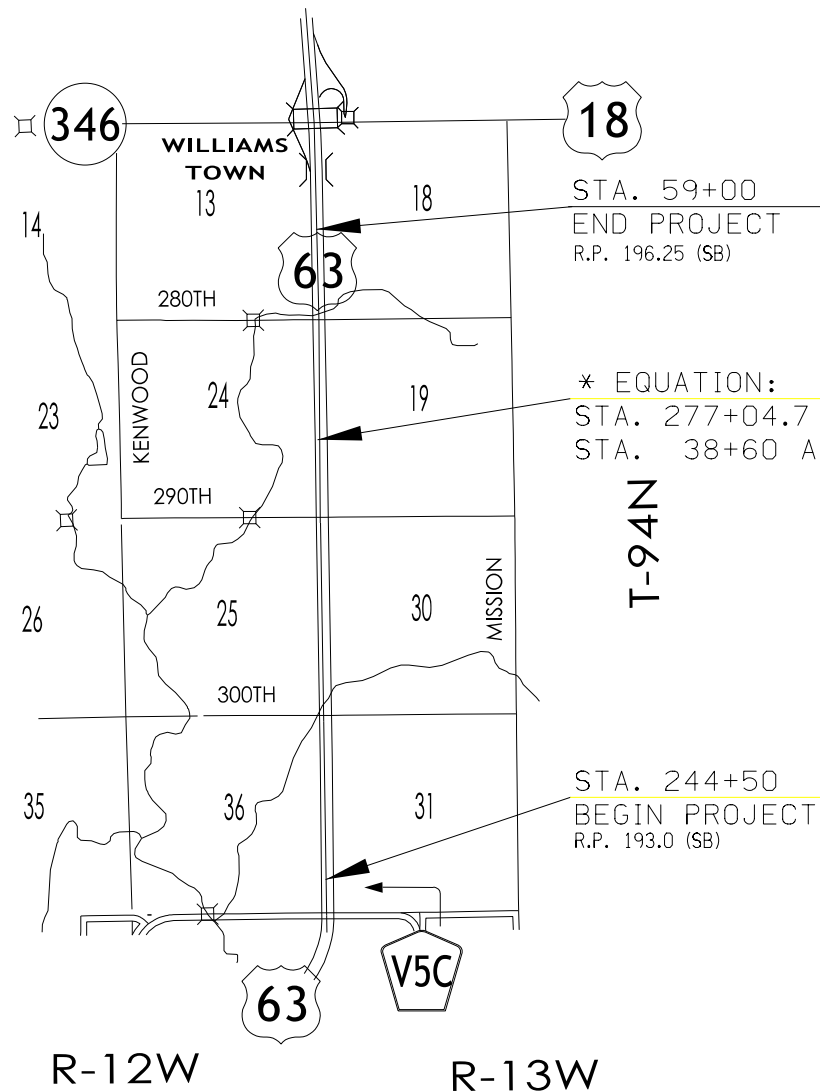 346
18
WILLIAMS
TOWN
13
18
STA. 59+00
END PROJECT
R.P. 196.25 (SB)
14
63
280TH
KENWOOD
* EQUATION:
23
24
19
STA. 277+04.7
STA. 38+60 A
290TH
T-94N
26
25
30
MISSION
300TH
STA. 244+50
BEGIN PROJECT
R.P. 193.0 (SB)
35
36
31
V5C
63
R-12W
R-13W